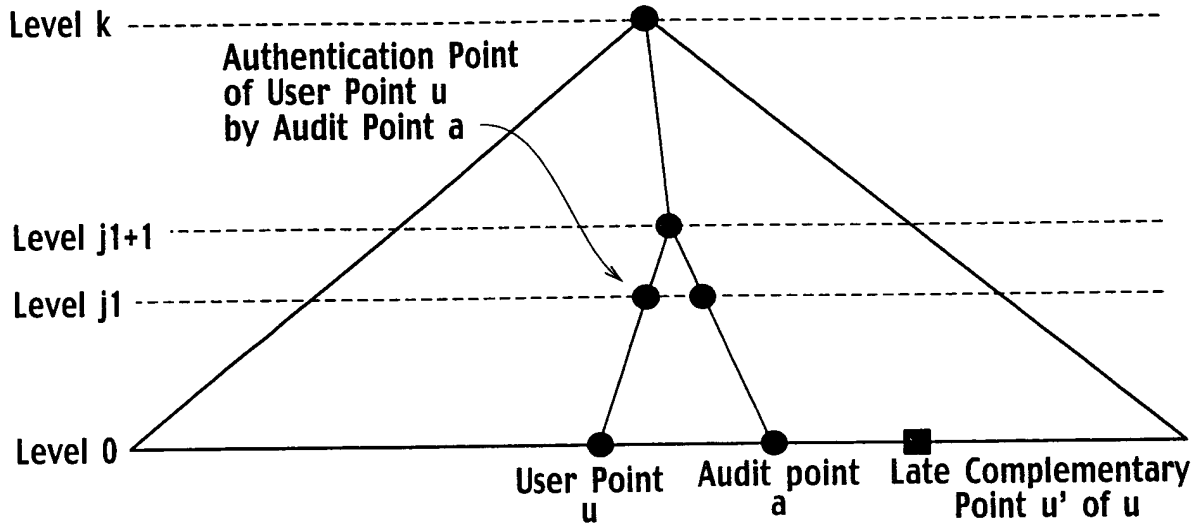 Level k
Authentication Point
of User Point u
by Audit Point a
Level j1+1
Level j1
Level 0
User Point
u
Audit point
a
Late Complementary
Point u' of u